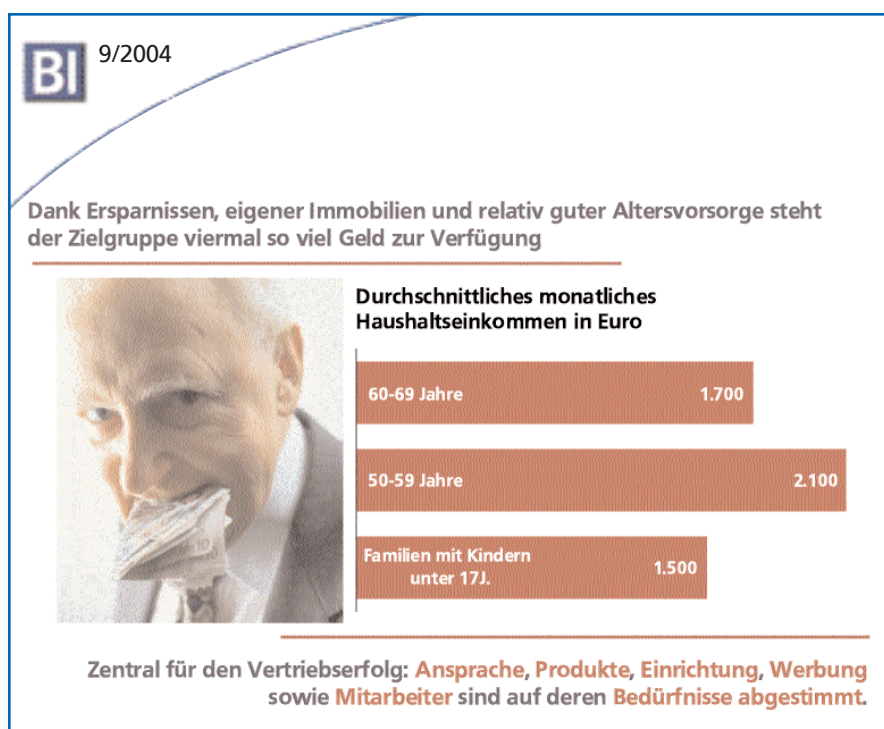 BI
9/2004
Dank Ersparnissen, eigener Immobilien und relativ guter Altersvorsorge steht
der Zielgruppe viermal so viel Geld zur Verfügung
Durchschnittliches monatliches
Haushaltseinkommen in Euro
60-69 Jahre 1.700
50-59 Jahre 2.100
Familien mit Kindern
unter 17J. 1.500
Zentral für den Vertriebserfolg: Ansprache, Produkte, Einrichtung, Werbung
sowie Mitarbeiter sind auf deren Bedürfnisse abgestimmt.